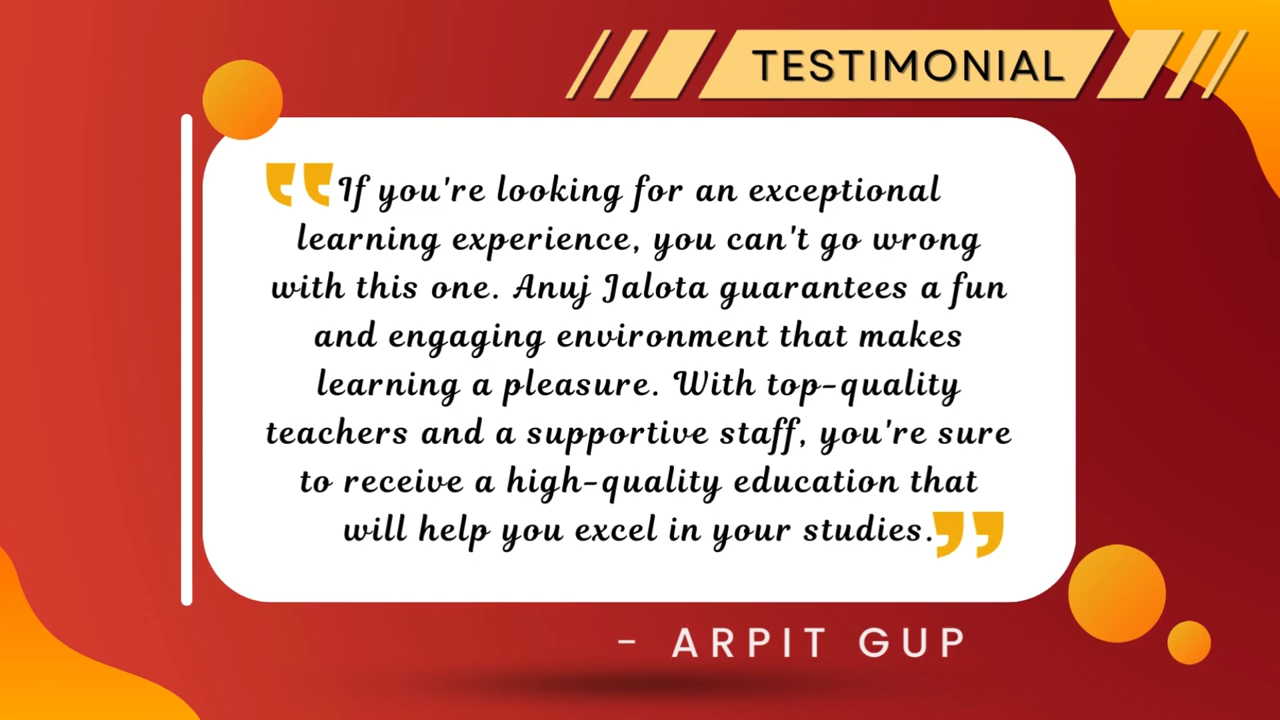 TESTIMONIAL
If you're looking for an exceptional
learning experience, you can't go wrong
with this one. Anuj Jalota guarantees a fun
and engaging environment that makes
learning a pleasure. With top-quality
teachers and a supportive staff, you're sure
to receive a high-quality education that
will help you excel in your studies.
- ARPIT GUP